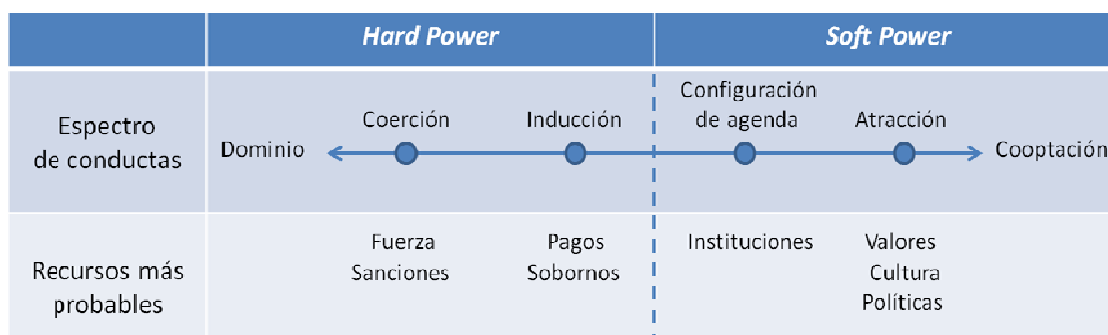 Hard Power
Soft Power
Espectro
de conductas
Dominio
Coerción
Inducción
Configuración
de agenda
Atracción
Cooptación
Recursos más
probables
Fuerza
Sanciones
Pagos
Sobornos
Instituciones
Valores
Cultura
Políticas